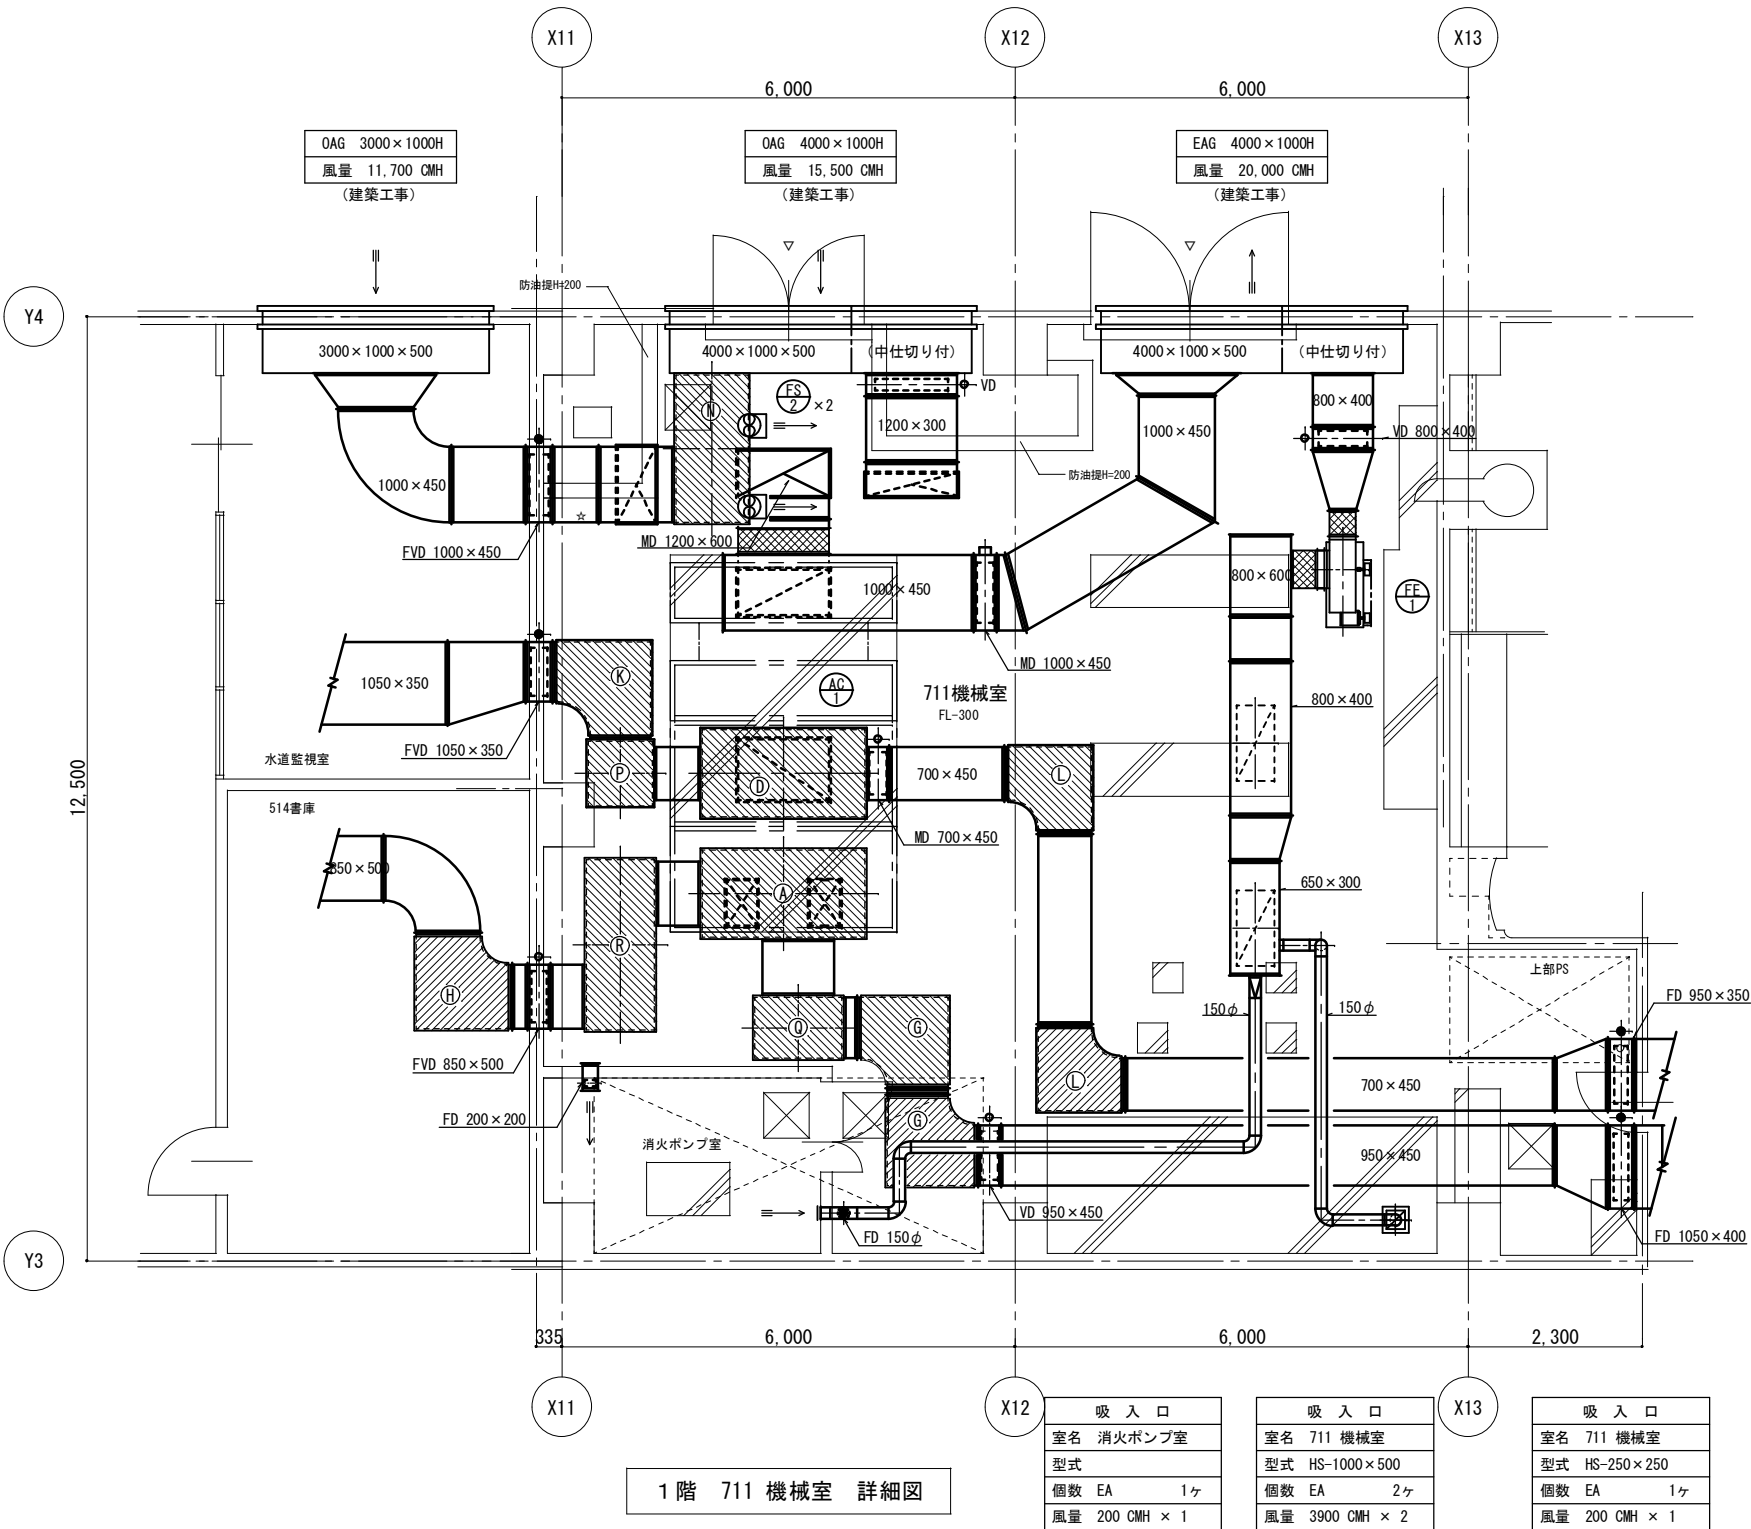 X11
X12
X13
6,000
6,000
OAG 3000×1000H
風量 11,700 CMH
(建築工事)
OAG 4000×1000H
風量 15,500 CMH
(建築工事)
EAG 4000×1000H
風量 20,000 CMH
(建築工事)
防油提H=200
Y4
3000×1000×500
4000×1000×500
(中仕切り付)
4000×1000×500
(中仕切り付)
N
FS
2
×2
VD
800×400
1200×300
1000×450
VD 800×400
防油提H=200
1000×450
☆
FVD 1000×450
MD 1200×600
1000×450
800×600
FE
1
MD 1000×450
1050×350
K
AC
1
711機械室
FL-300
800×400
FVD 1050×350
水道監視室
P
D
700×450
L
12,500
514書庫
MD 700×450
850×500
A
650×300
R
H
上部PS
FD 950×350
Q
G
150φ
150φ
FVD 850×500
L
700×450
FD 200×200
G
消火ポンプ室
950×450
VD 950×450
FD 150φ
FD 1050×400
Y3
335
6,000
6,000
2,300
X11
X12
X13
吸入口
室名 消火ポンプ室
型式
個数 EA 1ヶ
風量 200 CMH × 1
吸入口
室名 711 機械室
型式 HS-1000×500
個数 EA 2ヶ
風量 3900 CMH × 2
吸入口
室名 711 機械室
型式 HS-250×250
個数 EA 1ヶ
風量 200 CMH × 1
1階 711 機械室 詳細図